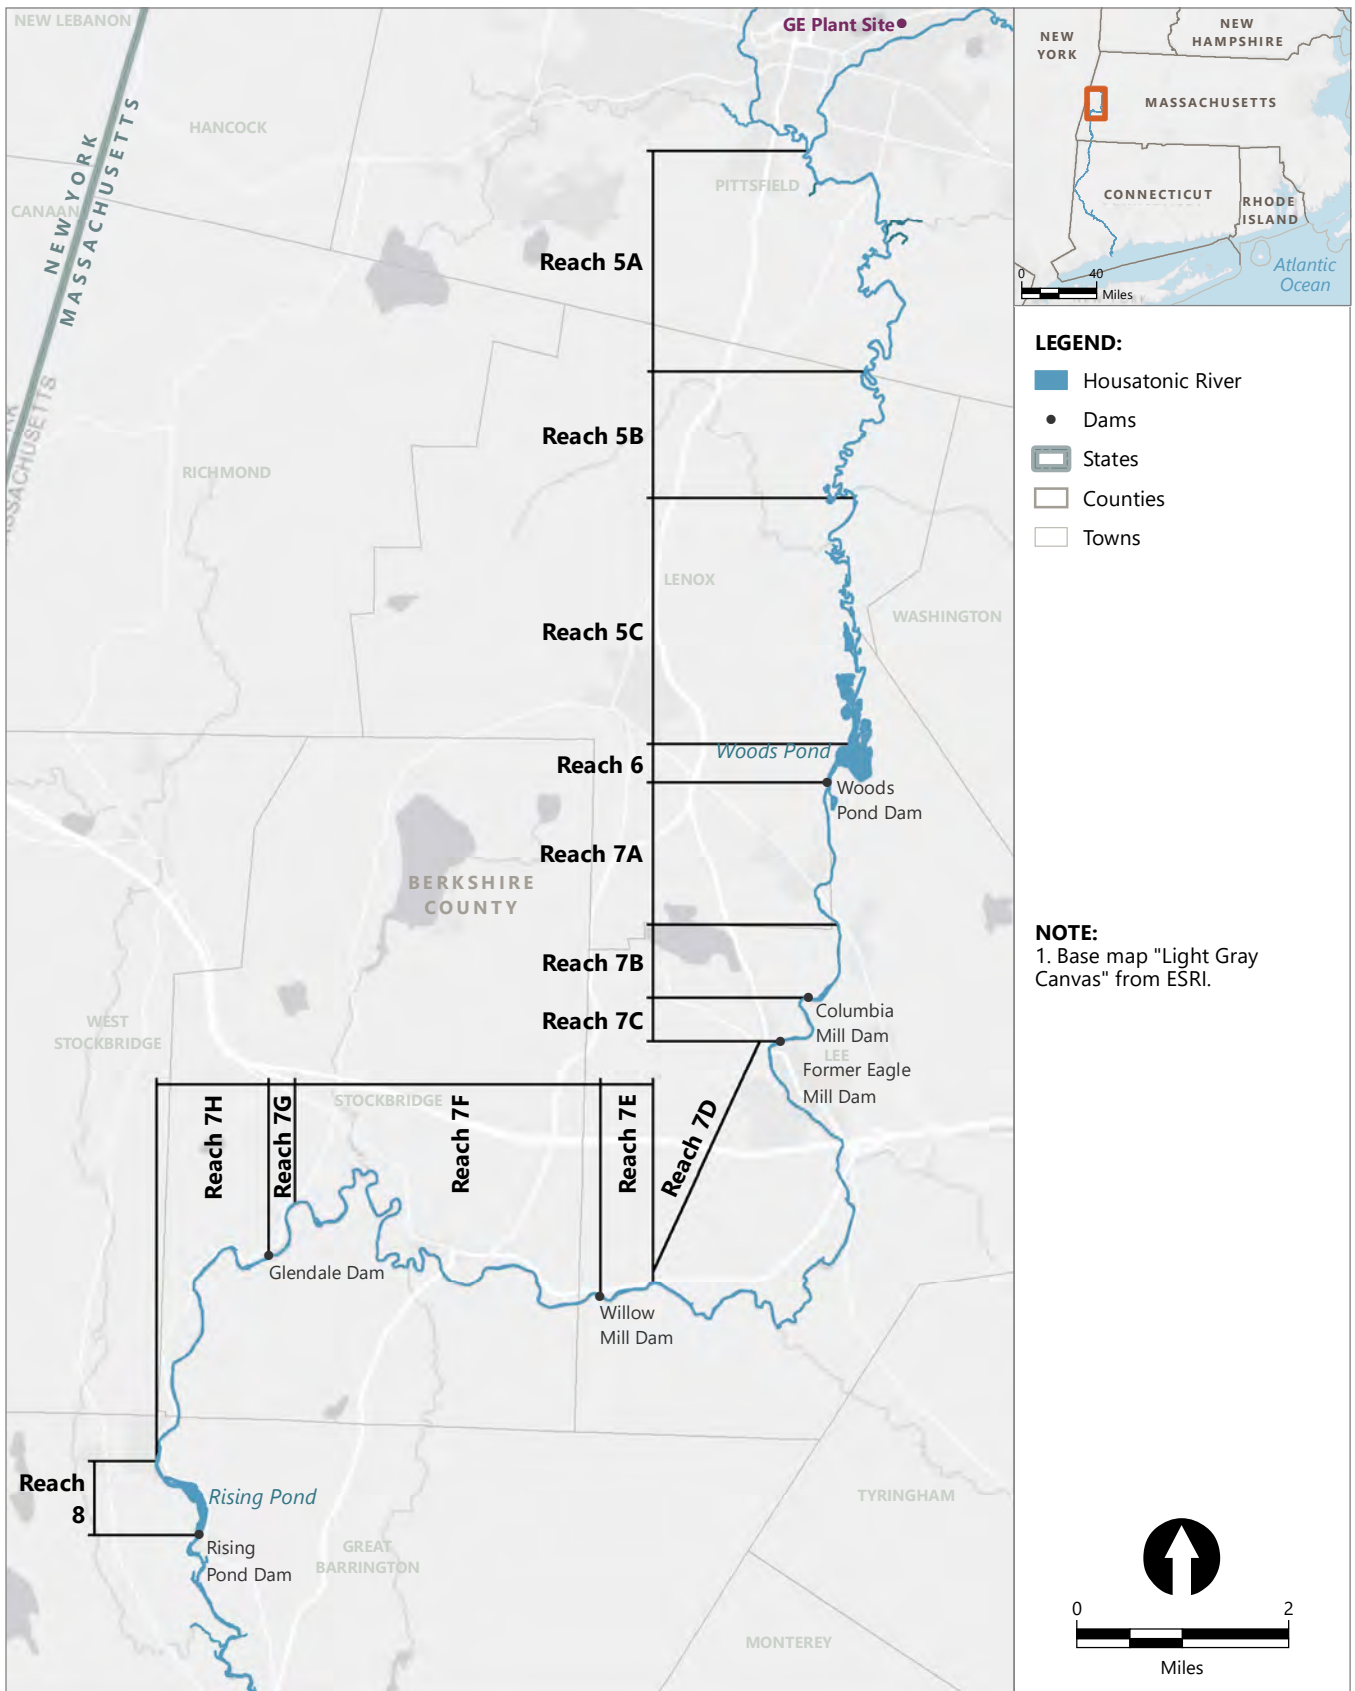 NEW LEBANON
GE Plant Site
HANCOCK
NEW YORK
MASSACHUSETTS
CANAAN
PITTSFIELD
Reach 5A
MASSACHUSETTS
Reach 5B
RICHMOND
LENOX
WASHINGTON
Reach 5C
Woods Pond
Reach 6
Woods
Pond Dam
Reach 7A
BERKSHIRE
COUNTY
Reach 7B
Columbia
Mill Dam
Reach 7C
WEST
STOCKBRIDGE
LEE
Former Eagle
Mill Dam
STOCKBRIDGE
Reach 7H
Reach 7G
Reach 7F
Reach 7E
Reach 7D
Glendale Dam
Willow
Mill Dam
Reach
8
Rising Pond
Rising
Pond Dam
GREAT
BARRINGTON
TYRINGHAM
MONTEREY
NEW
YORK
NEW
HAMPSHIRE
MASSACHUSETTS
CONNECTICUT
RHODE
ISLAND
Atlantic
Ocean
0 40
Miles
LEGEND:
Housatonic River
Dams
States
Counties
Towns
NOTE:
1. Base map "Light Gray
Canvas" from ESRI.
0 2
Miles